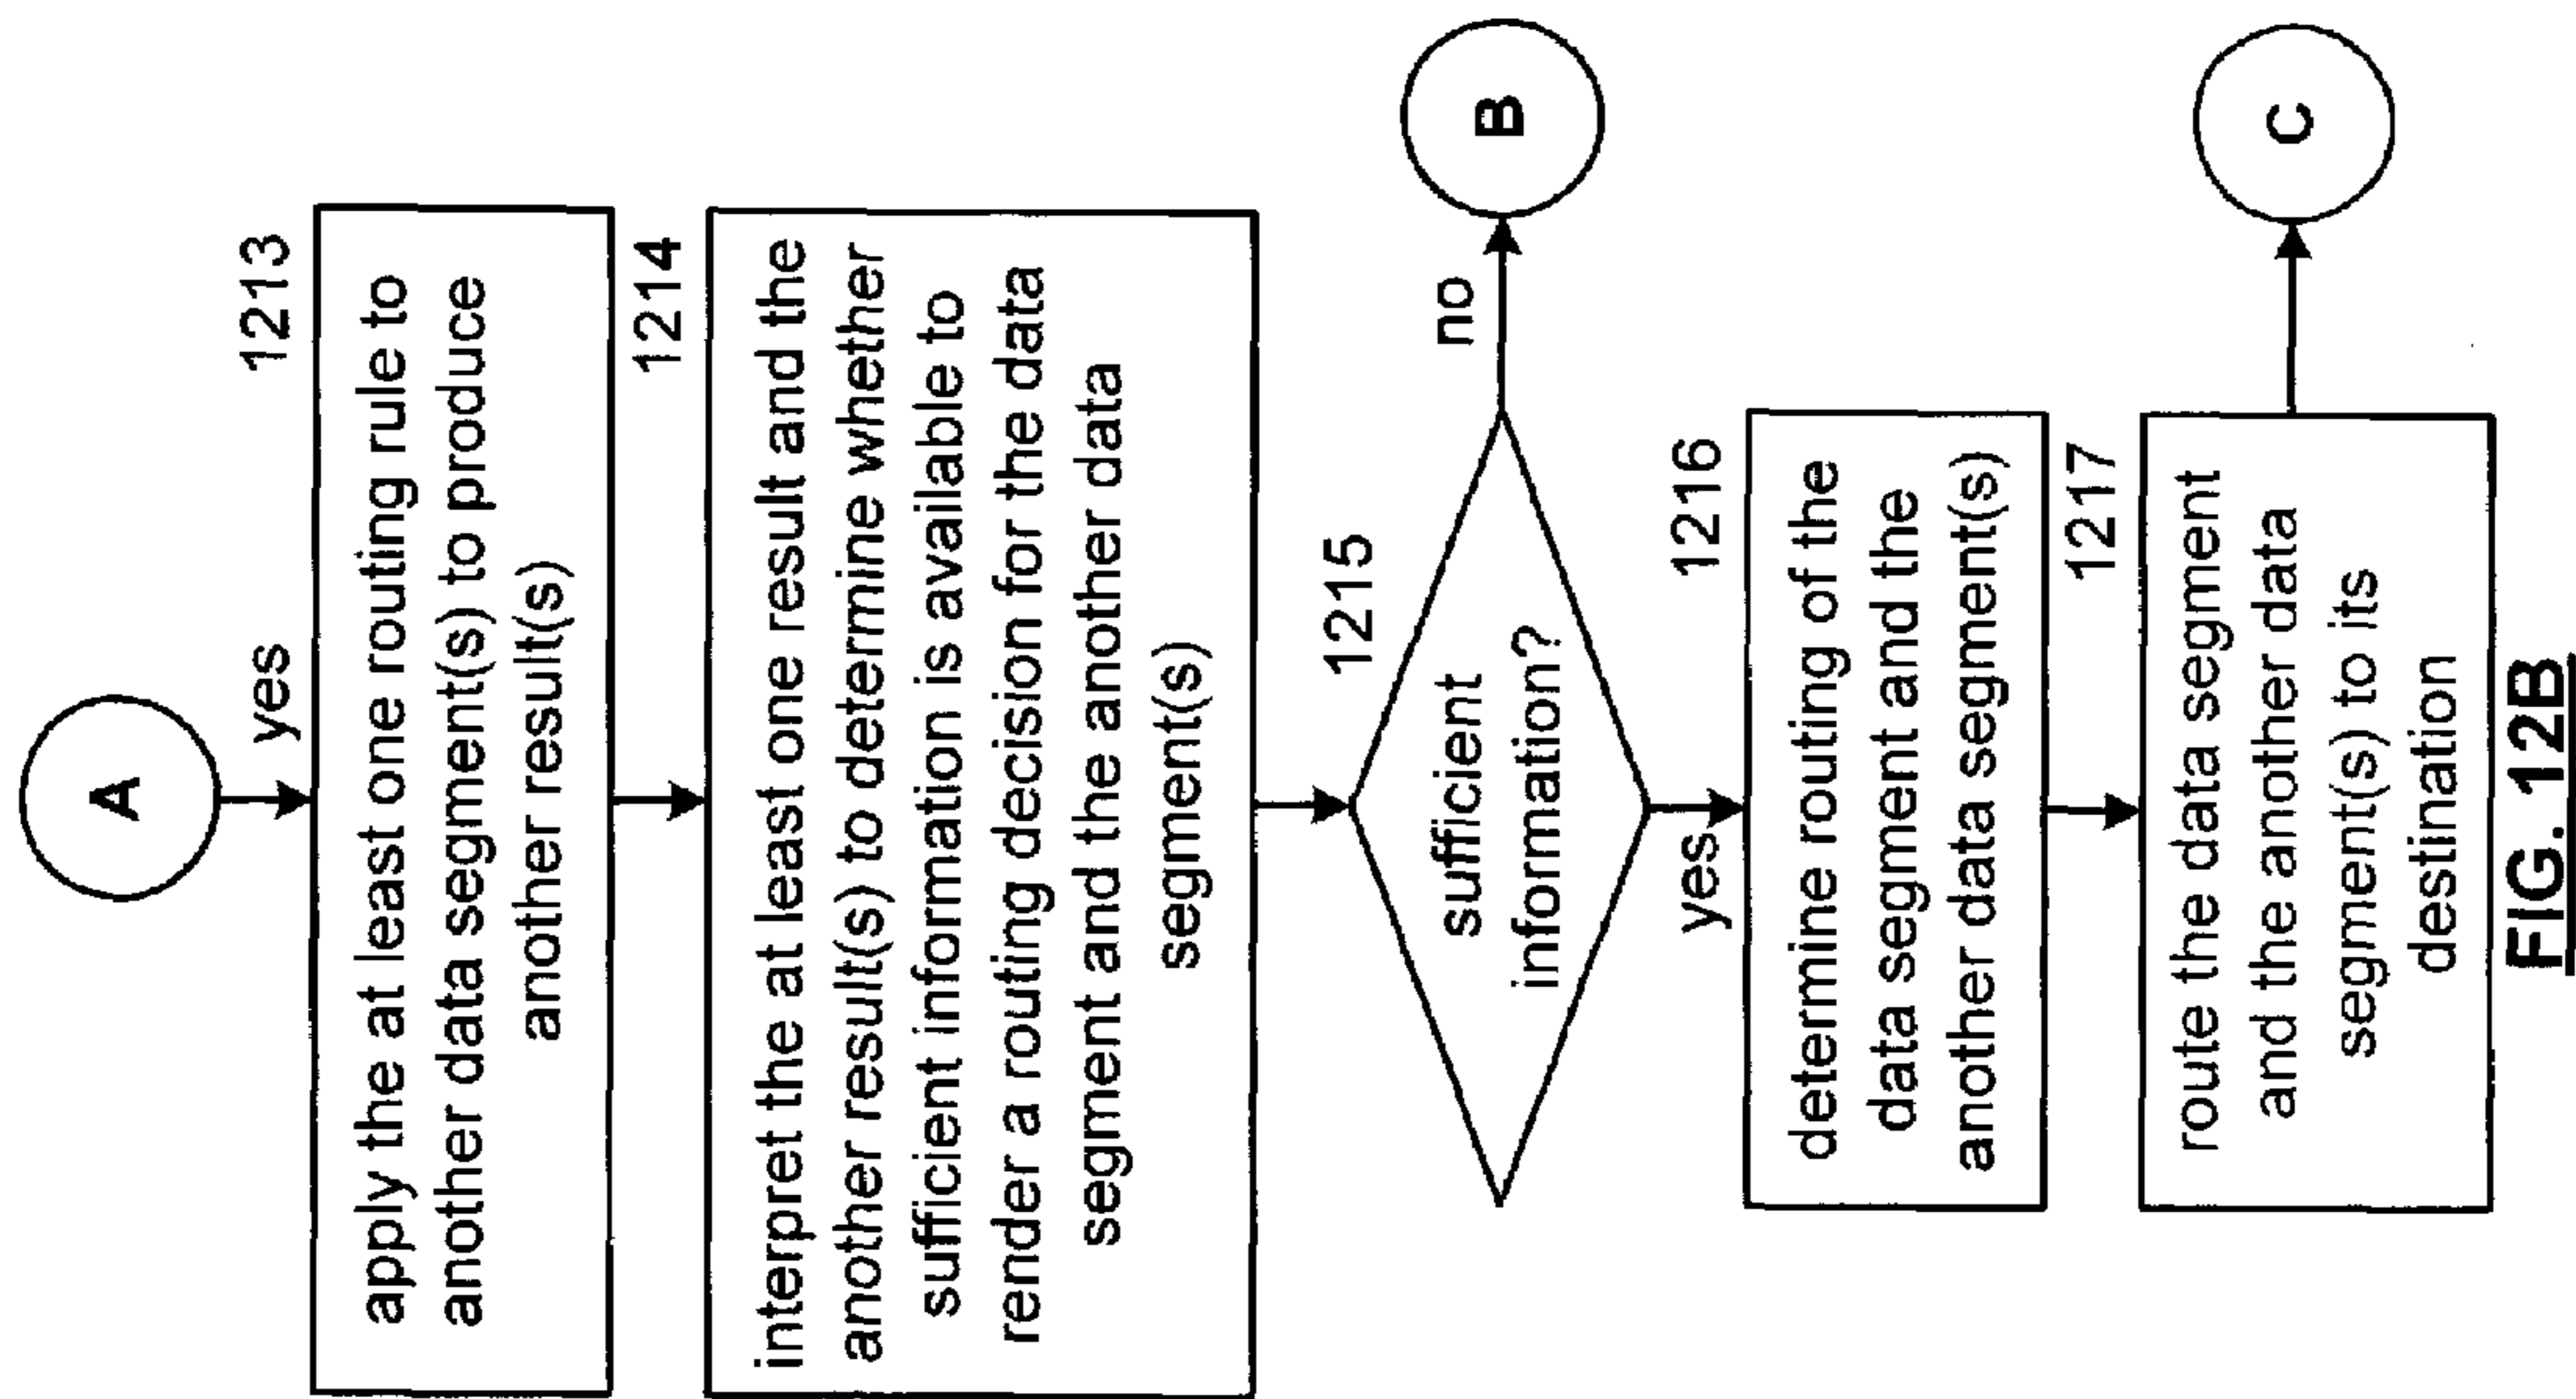 A
yes
1213
apply the at least one routing rule to
another data segment(s) to produce
another result(s)
1214
interpret the at least one result and the
another result(s) to determine whether
sufficient information is available to
render a routing decision for the data
segment and the another data
segment(s)
1215
sufficient
information?
no
B
yes
1216
determine routing of the
data segment and the
another data segment(s)
1217
route the data segment
and the another data
segment(s) to its
destination
C
FIG. 12B